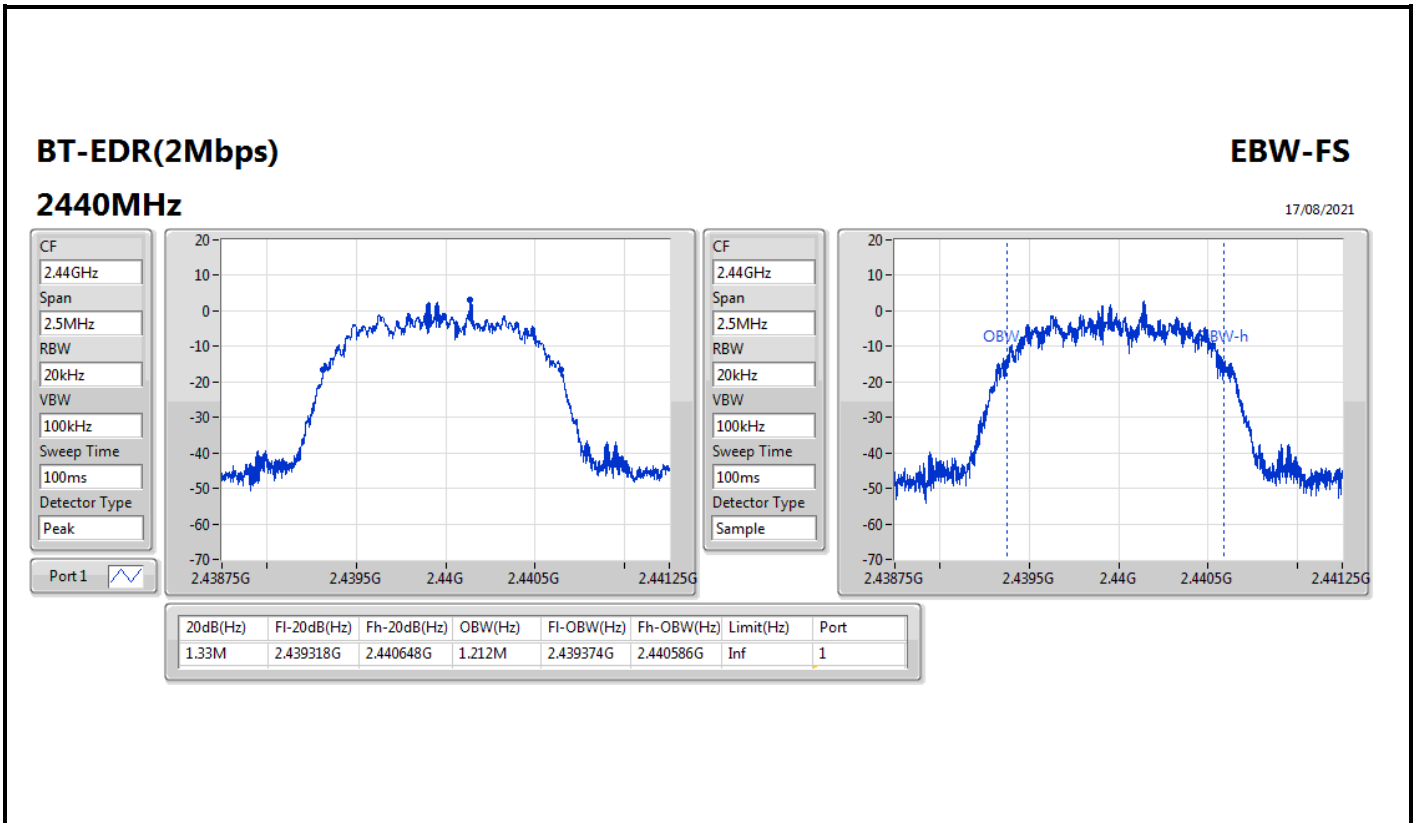 BT-EDR(2Mbps)
EBW-FS
2440MHz
17/08/2021
CF
2.44GHz
Span
2.5MHz
RBW
20kHz
VBW
100kHz
Sweep Time
100ms
Detector Type
Peak
Port 1
20
10
0
-10
-20
-30
-40
-50
-60
-70
2.43875G 2.4395G 2.44G 2.4405G 2.44125G
CF
2.44GHz
Span
2.5MHz
RBW
20kHz
VBW
100kHz
Sweep Time
100ms
Detector Type
Sample
20
10
0
-10
-20
-30
-40
-50
-60
-70
OBW
BW-h
2.43875G 2.4395G 2.44G 2.4405G 2.44125G
20dB(Hz) Fl-20dB(Hz) Fh-20dB(Hz) OBW(Hz) Fl-OBW(Hz) Fh-OBW(Hz) Limit(Hz) Port
1.33M 2.439318G 2.440648G 1.212M 2.439374G 2.440586G Inf 1